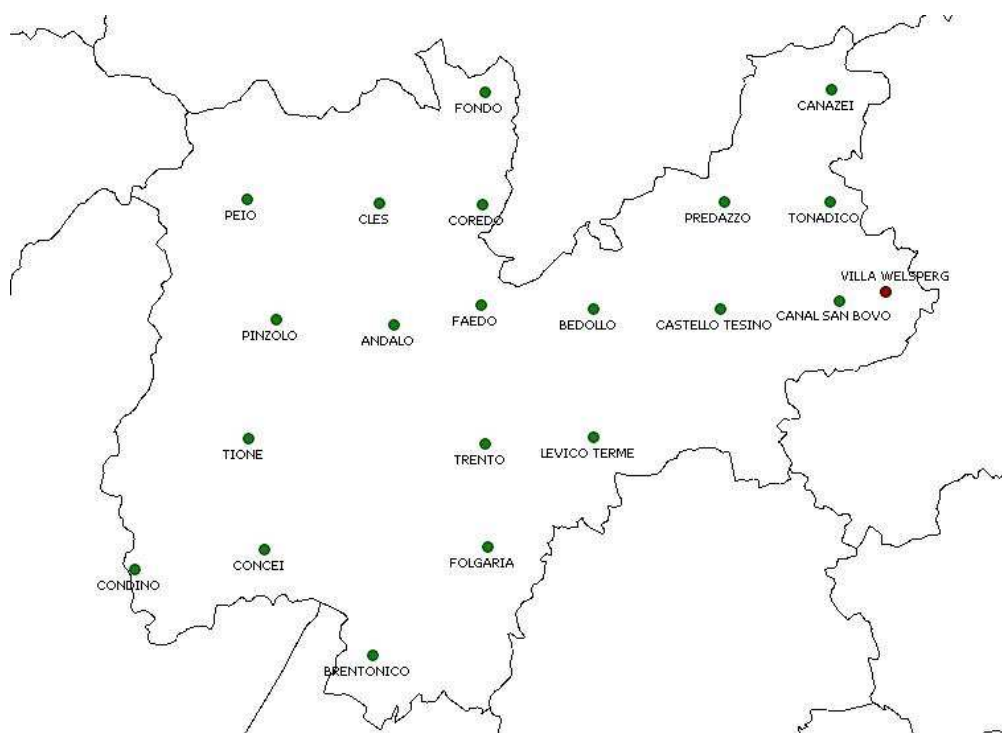 FONDO
CANAZEI
PEIO
CLES
COREDO
PREDAZZO
TONADICO
VILLA WELSPERG
PINZOLO
ANDALO
FAEDO
BEDOLLO
CASTELLO TESINO
CANAL SAN BOVO
TIONE
TRENTO
LEVICO TERME
CONDINO
CONCEI
FOLGARIA
BRENTONICO